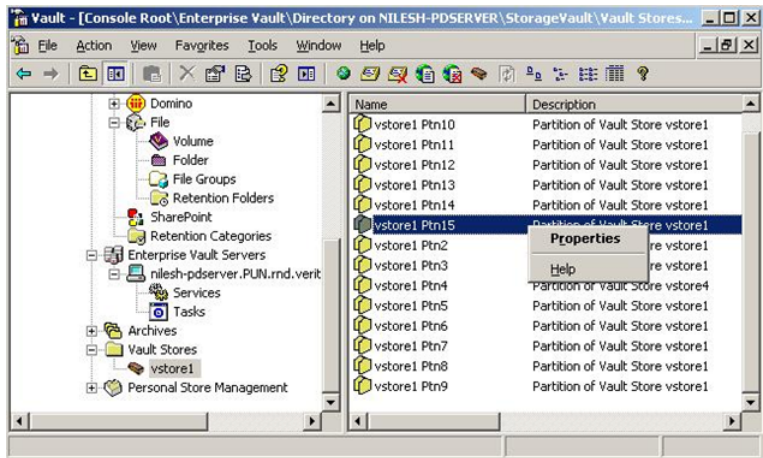 Vault - [Console Root\Enterprise Vault\Directory on NILESH-PDSERVER\StorageVault\Vault Stores...
File Action View Favorites Tools Window Help
Domino
File
Volume
Folder
File Groups
Retention Folders
SharePoint
Retention Categories
Enterprise Vault Servers
nilesh-pdserver.PUN.rnd.verit
Services
Tasks
Archives
Vault Stores
vstore1
Personal Store Management
Name Description
vstore1 Ptn10 Partition of Vault Store vstore1
vstore1 Ptn11 Partition of Vault Store vstore1
vstore1 Ptn12 Partition of Vault Store vstore1
vstore1 Ptn13 Partition of Vault Store vstore1
vstore1 Ptn14 Partition of Vault Store vstore1
vstore1 Ptn15 Partition of Vault Store vstore1
vstore1 Ptn2 re vstore1
vstore1 Ptn3 re vstore1
vstore1 Ptn4 Partition of Vault Store vstore4
vstore1 Ptn5 Partition of Vault Store vstore1
vstore1 Ptn6 Partition of Vault Store vstore1
vstore1 Ptn7 Partition of Vault Store vstore1
vstore1 Ptn8 Partition of Vault Store vstore1
vstore1 Ptn9 Partition of Vault Store vstore1
Properties
Help